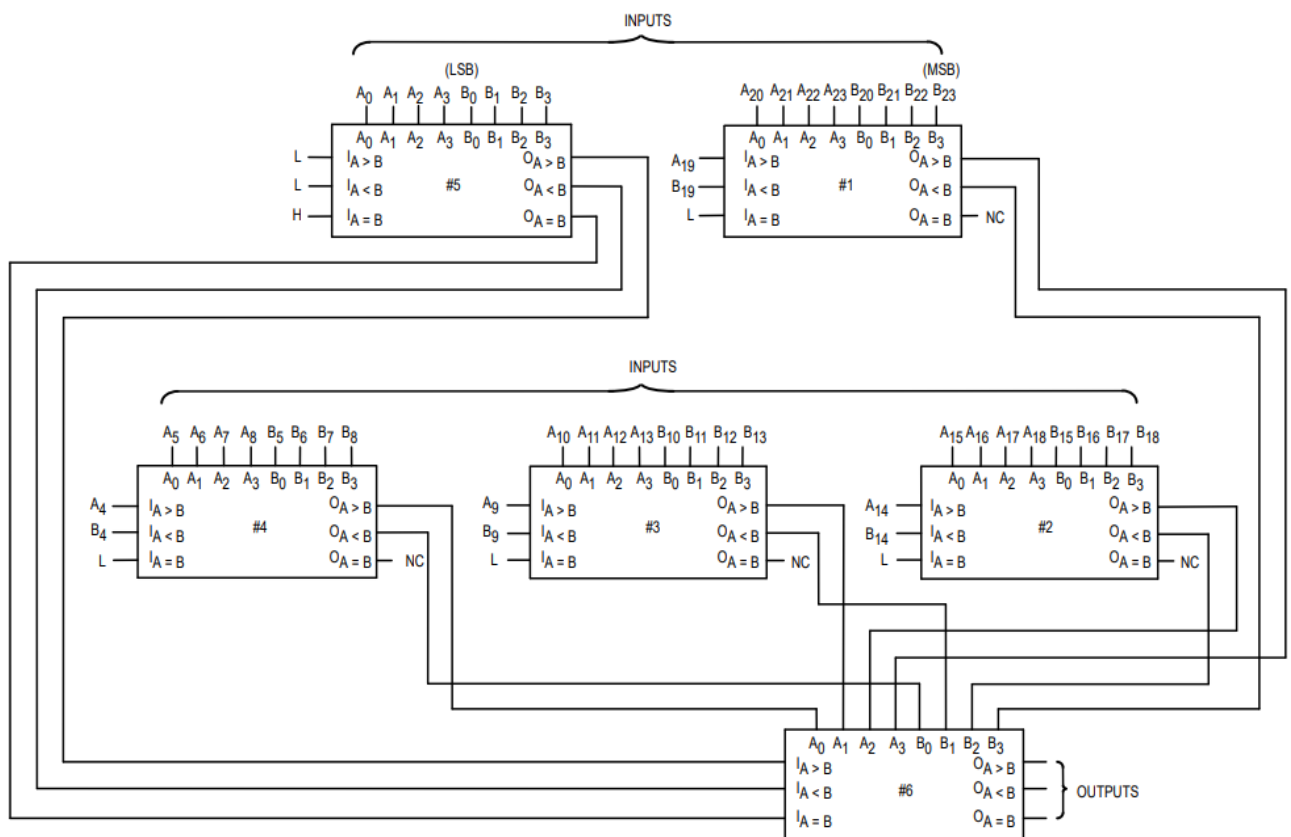 INPUTS
(LSB) (MSB)
A0 A1 A2 A3 B0 B1 B2 B3
A20 A21 A22 A23 B20 B21 B22 B23
A0 A1 A2 A3 B0 B1 B2 B3
L IA > B OA > B
L IA < B #5 OA < B
H IA = B OA = B
A0 A1 A2 A3 B0 B1 B2 B3
A19 IA > B OA > B
B19 IA < B #1 OA < B
L IA = B OA = B NC
INPUTS
A5 A6 A7 A8 B5 B6 B7 B8
A0 A1 A2 A3 B0 B1 B2 B3
A4 IA > B OA > B
B4 IA < B #4 OA < B
L IA = B OA = B NC
A10 A11 A12 A13 B10 B11 B12 B13
A0 A1 A2 A3 B0 B1 B2 B3
A9 IA > B OA > B
B9 IA < B #3 OA < B
L IA = B OA = B NC
A15 A16 A17 A18 B15 B16 B17 B18
A0 A1 A2 A3 B0 B1 B2 B3
A14 IA > B OA > B
B14 IA < B #2 OA < B
L IA = B OA = B NC
A0 A1 A2 A3 B0 B1 B2 B3
IA > B OA > B
IA < B #6 OA < B OUTPUTS
IA = B OA = B